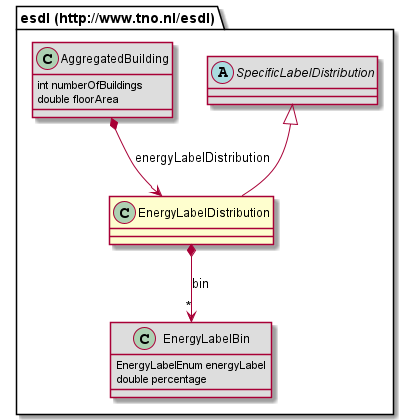 esdl (http://www.tno.nl/esdl)
C AggregatedBuilding
int numberOfBuildings
double floorArea
A SpecificLabelDistribution
energyLabelDistribution
C EnergyLabelDistribution
bin
*
C EnergyLabelBin
EnergyLabelEnum energyLabel
double percentage